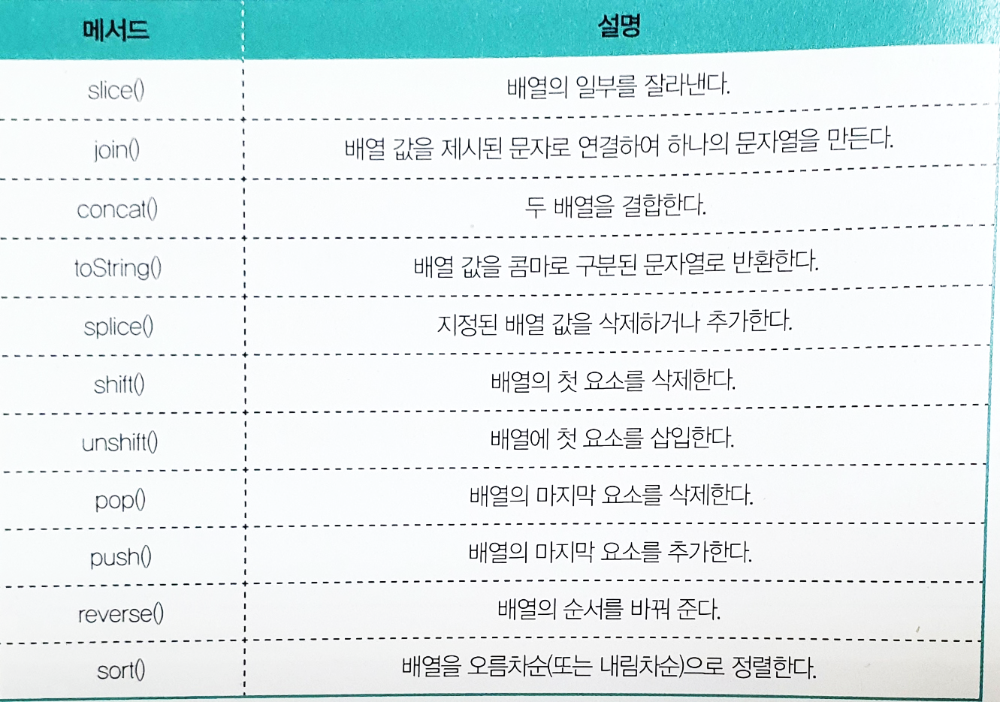 메서드 설명
slice() 배열의 일부를 잘라낸다.
join() 배열 값을 제시된 문자로 연결하여 하나의 문자열을 만든다.
concat() 두 배열을 결합한다.
toString() 배열 값을 콤마로 구분된 문자열로 반환한다.
splice() 지정된 배열 값을 삭제하거나 추가한다.
shift() 배열의 첫 요소를 삭제한다.
unshift() 배열에 첫 요소를 삽입한다.
pop() 배열의 마지막 요소를 삭제한다.
push() 배열의 마지막 요소를 추가한다.
reverse() 배열의 순서를 바꿔 준다.
sort() 배열을 오름차순(또는 내림차순)으로 정렬한다.